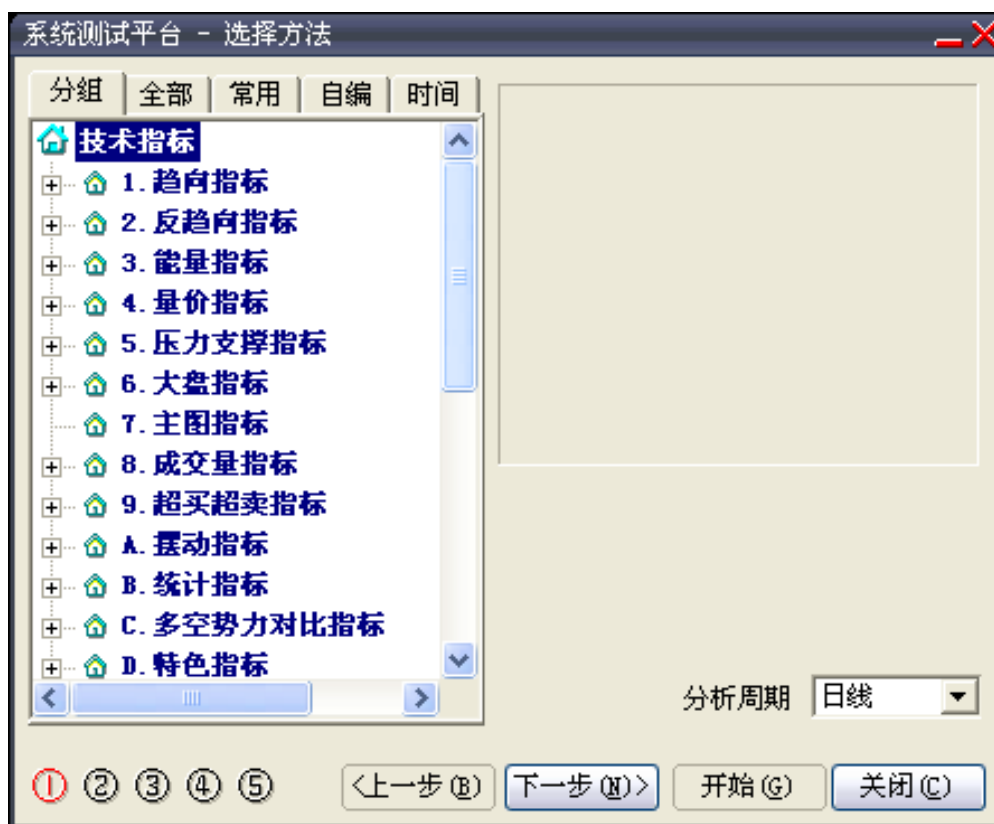 系统测试平台 - 选择方法
分组 全部 常用 自编 时间
技术指标
1.趋向指标
2.反趋向指标
3.能量指标
4.量价指标
5.压力支撑指标
6.大盘指标
7.主图指标
8.成交量指标
9.超买超卖指标
A.摆动指标
B.统计指标
C.多空势力对比指标
D.特色指标
分析周期 日线
① ② ③ ④ ⑤ <上一步(B) 下一步(N)> 开始(G) 关闭(C)